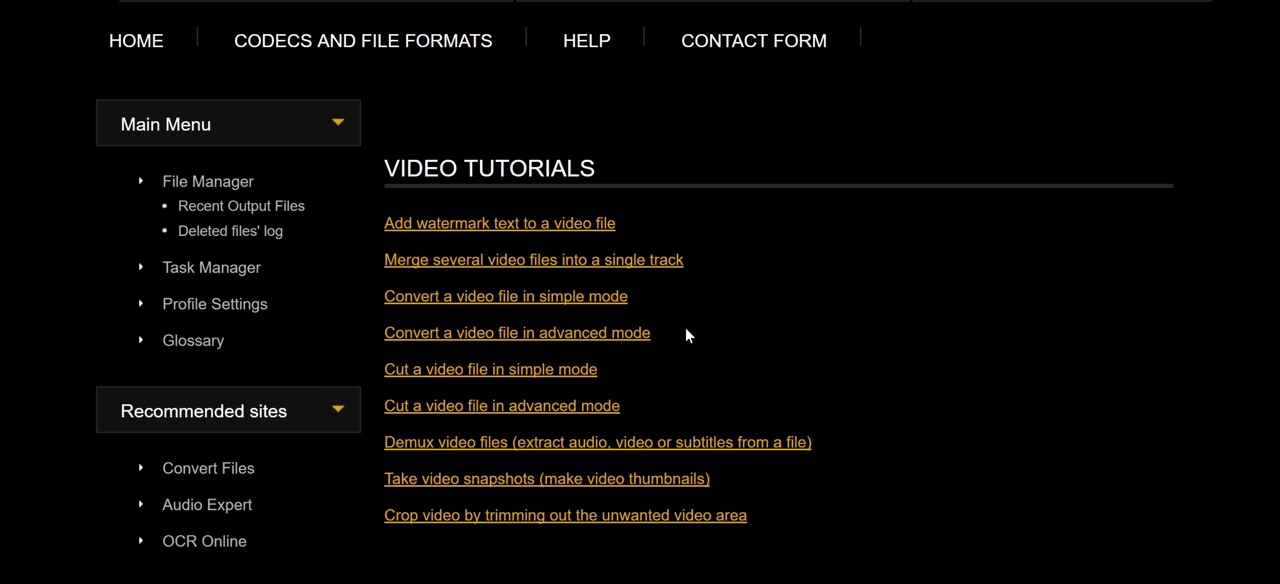 HOME CODECS AND FILE FORMATS HELP CONTACT FORM
Main Menu
File Manager
Recent Output Files
Deleted files' log
Task Manager
Profile Settings
Glossary
Recommended sites
Convert Files
Audio Expert
OCR Online
VIDEO TUTORIALS
Add watermark text to a video file
Merge several video files into a single track
Convert a video file in simple mode
Convert a video file in advanced mode
Cut a video file in simple mode
Cut a video file in advanced mode
Demux video files (extract audio, video or subtitles from a file)
Take video snapshots (make video thumbnails)
Crop video by trimming out the unwanted video area